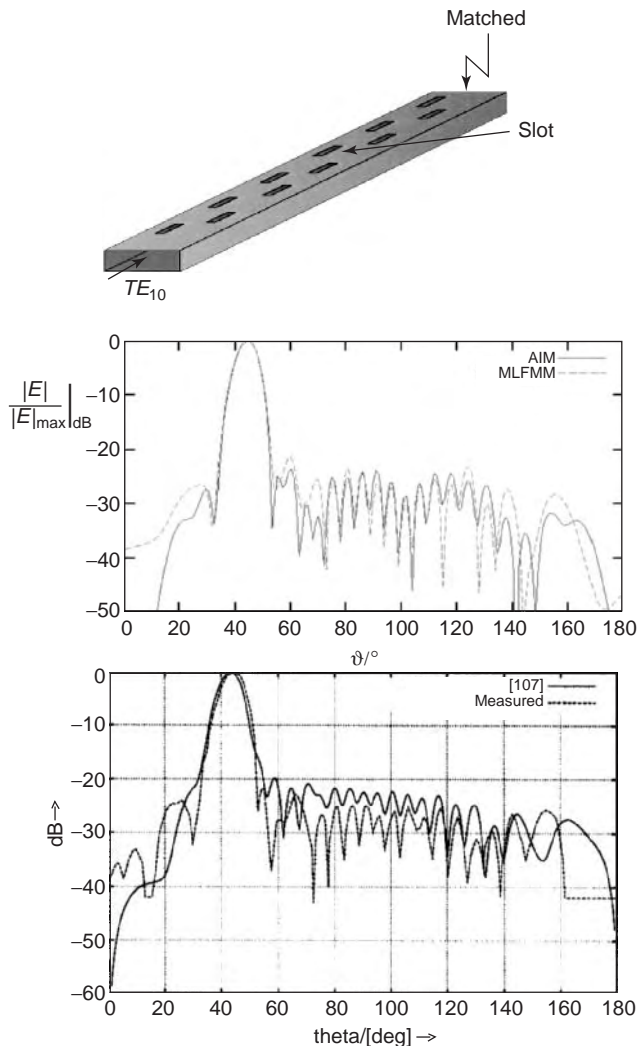 Matched
Slot
TE10
0
−10
−20
−30
−40
−50
|E|
|E|max |dB
AIM
MLFMM
0 20 40 60 80 100 120 140 160 180
ϑ/°
0
−10
−20
−30
−40
−50
−60
dB→
[107]
Measured
0 20 40 60 80 100 120 140 160 180
theta/[deg] →